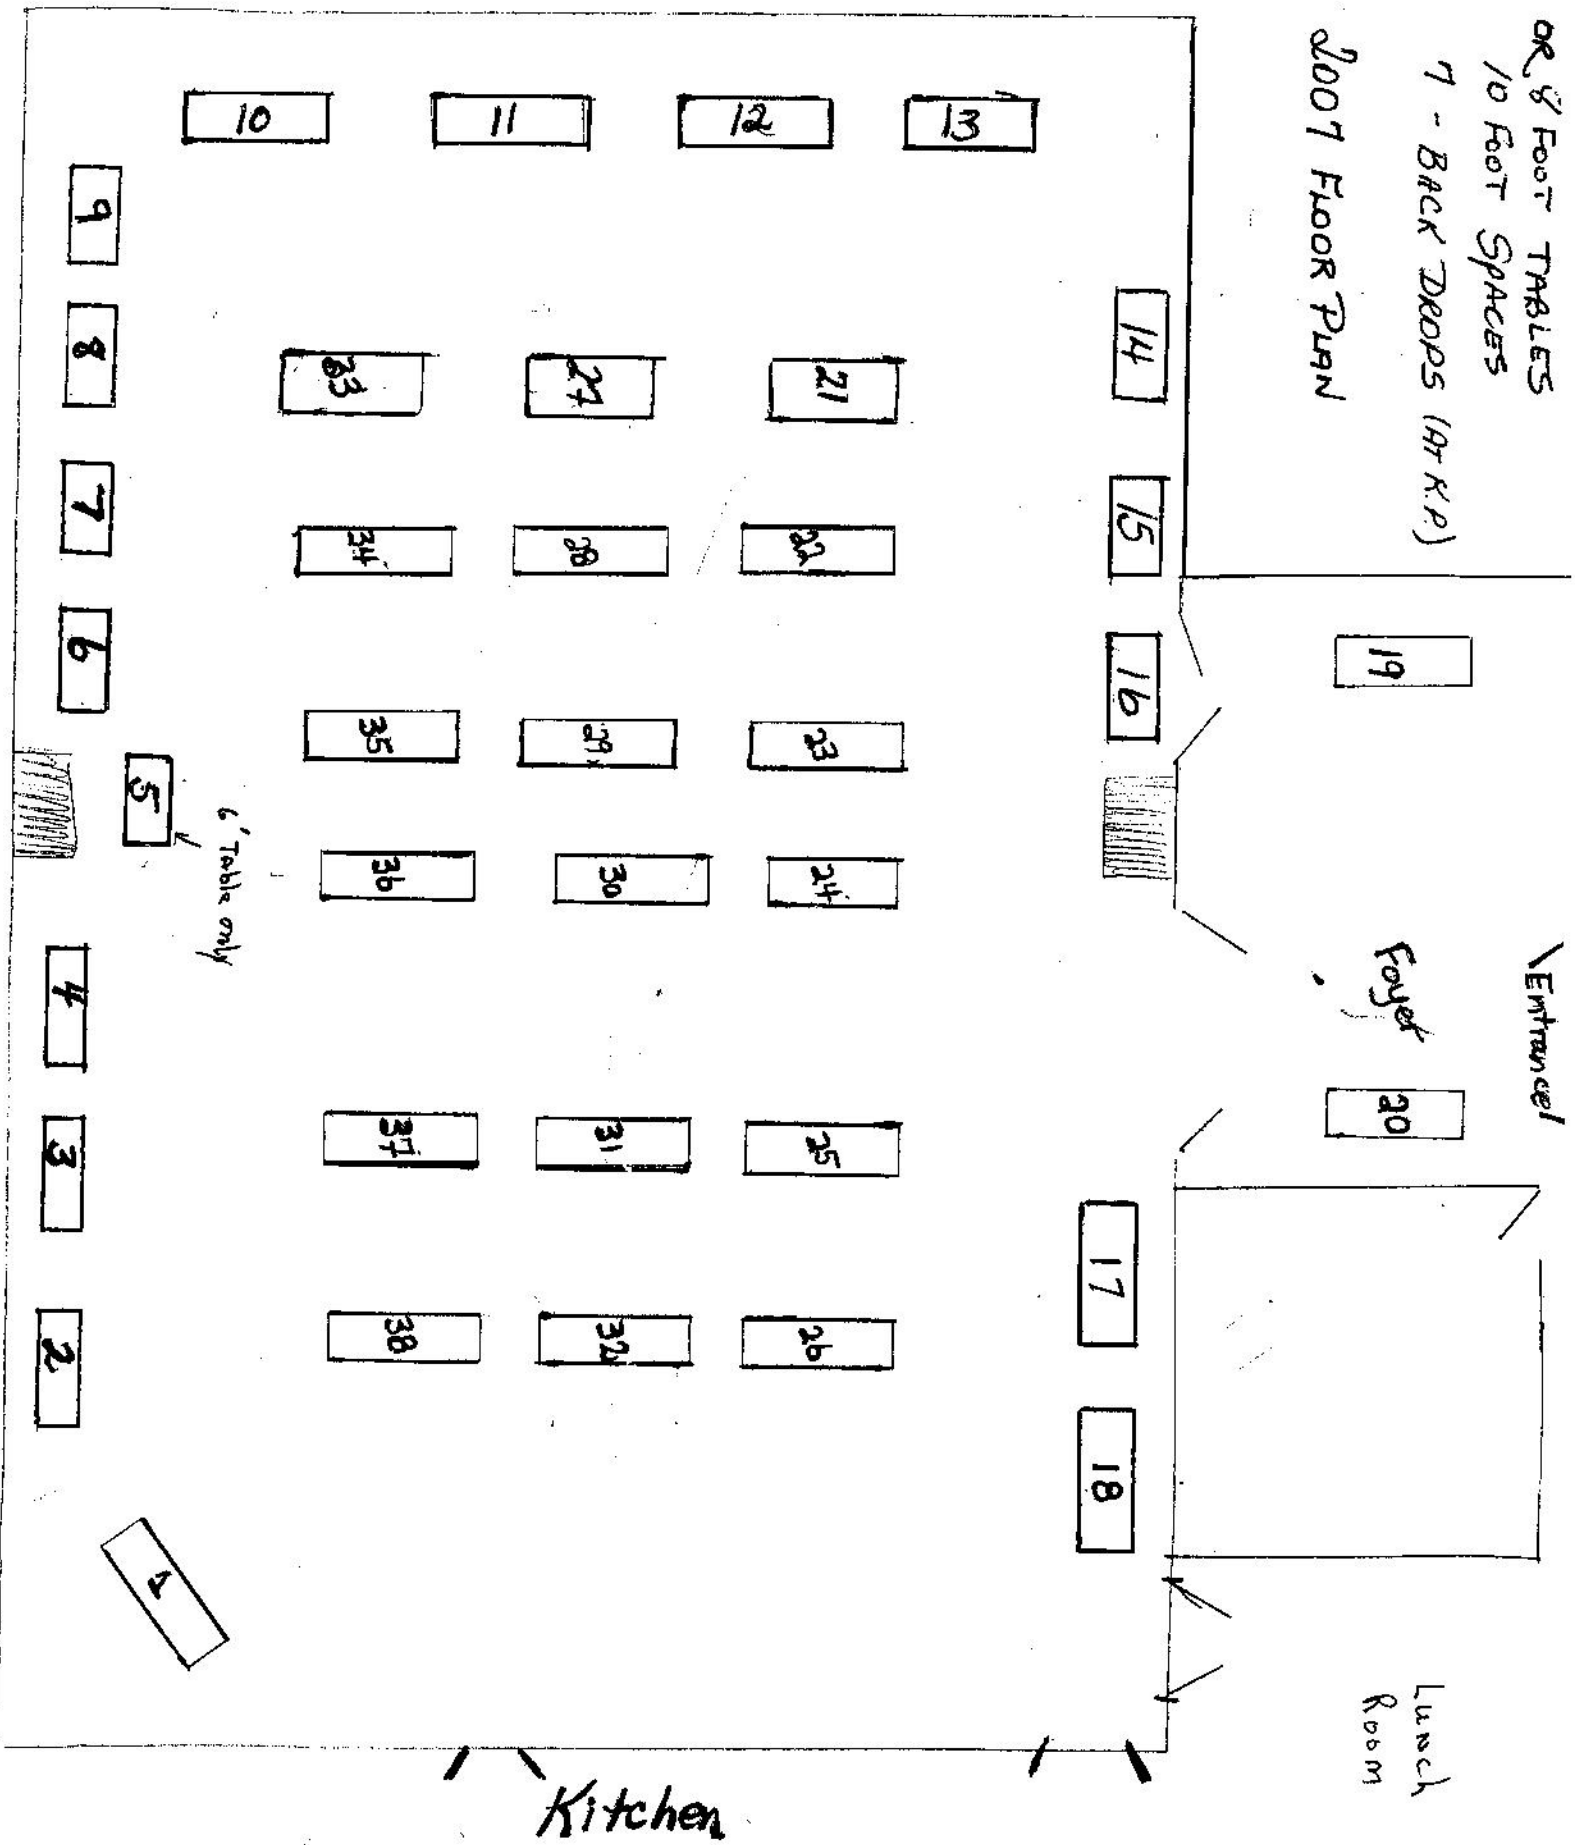 OR 8 FOOT TABLES
10 FOOT SPACES
7 - BACK DROPS (At K.P.)
2007 FLOOR PLAN
10 11 12 13
9
8
7
6
5
6' Table only
4
3
2
1
33 27 21
34 28 22
35 29 23
36 30 24
37 31 25
38 32 26
14
15
16
17
18
19
20
Entrance
Foyer
Lunch
Room
Kitchen